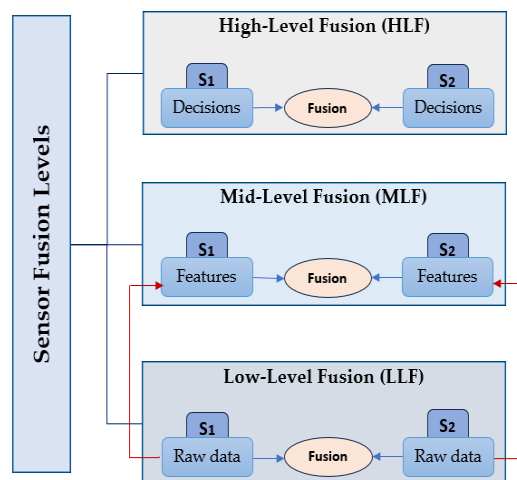 Sensor Fusion Levels
High-Level Fusion (HLF)
S1
S2
Decisions
Fusion
Decisions
Mid-Level Fusion (MLF)
S1
S2
Features
Fusion
Features
Low-Level Fusion (LLF)
S1
S2
Raw data
Fusion
Raw data